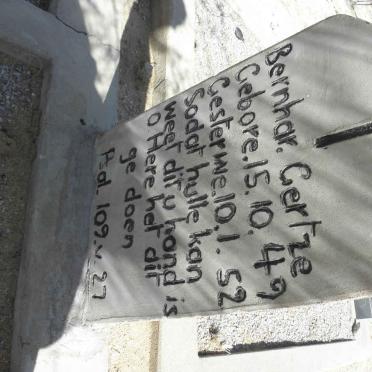 Bernhar. Gertze
Gebore. 15. 10. 49
Gesterwe. 10. 1. 52
Sodat hulle kan
weet dit u hand is
o Here het dit
ge doen
Psd. 109. v. 27